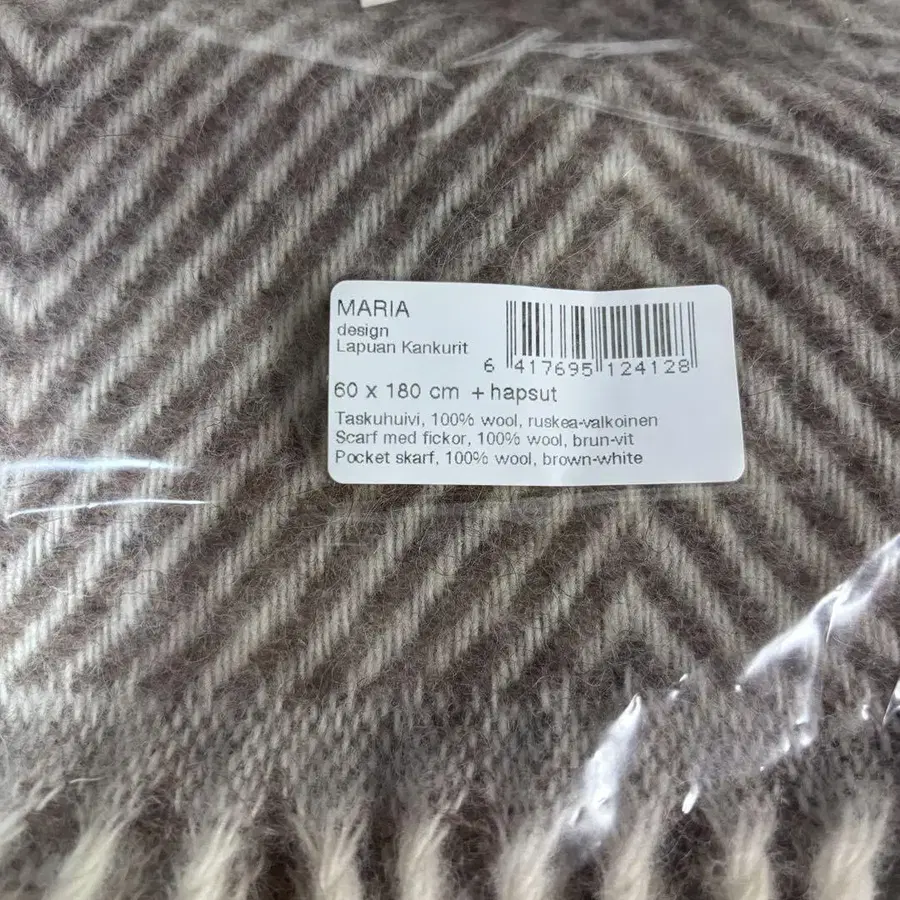 MARIA
design
Lapuan Kankurit
6 417695 124128
60 x 180 cm + hapsut
Taskuhuivi, 100% wool, ruskea-valkoinen
Scarf med fickor, 100% wool, brun-vit
Pocket skarf, 100% wool, brown-white